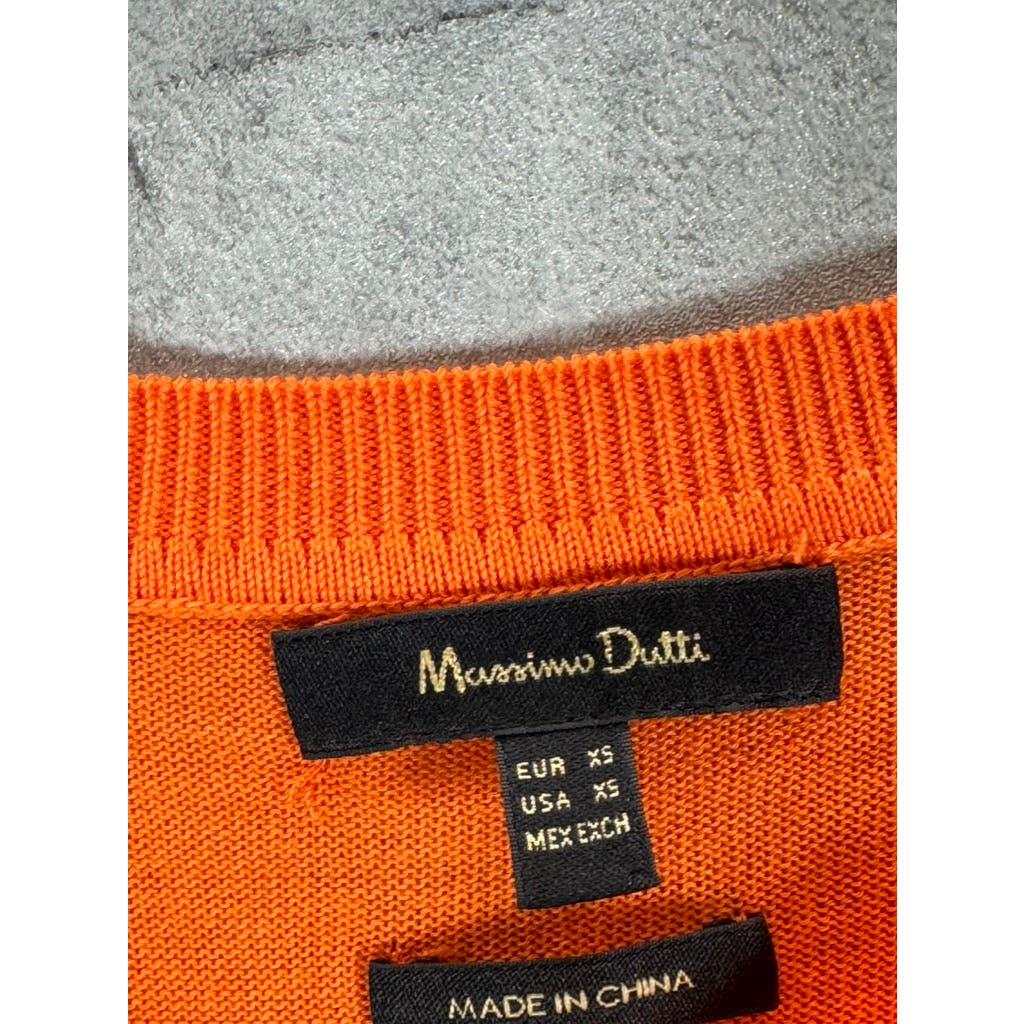 Massimo Dutti
EUR XS
USA XS
MEX EXCH
MADE IN CHINA